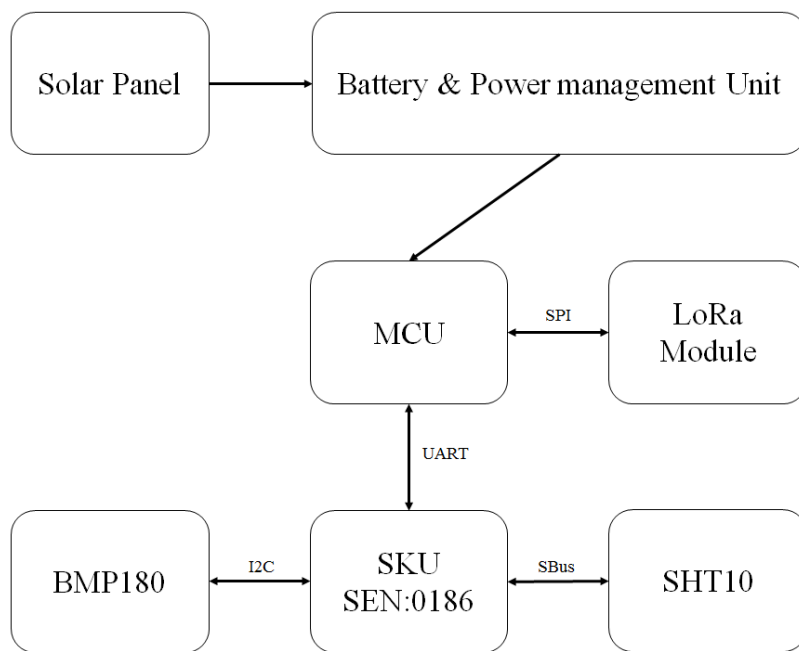 Solar Panel
Battery & Power management Unit
MCU
SPI
LoRa
Module
UART
BMP180
I2C
SKU
SEN:0186
SBus
SHT10